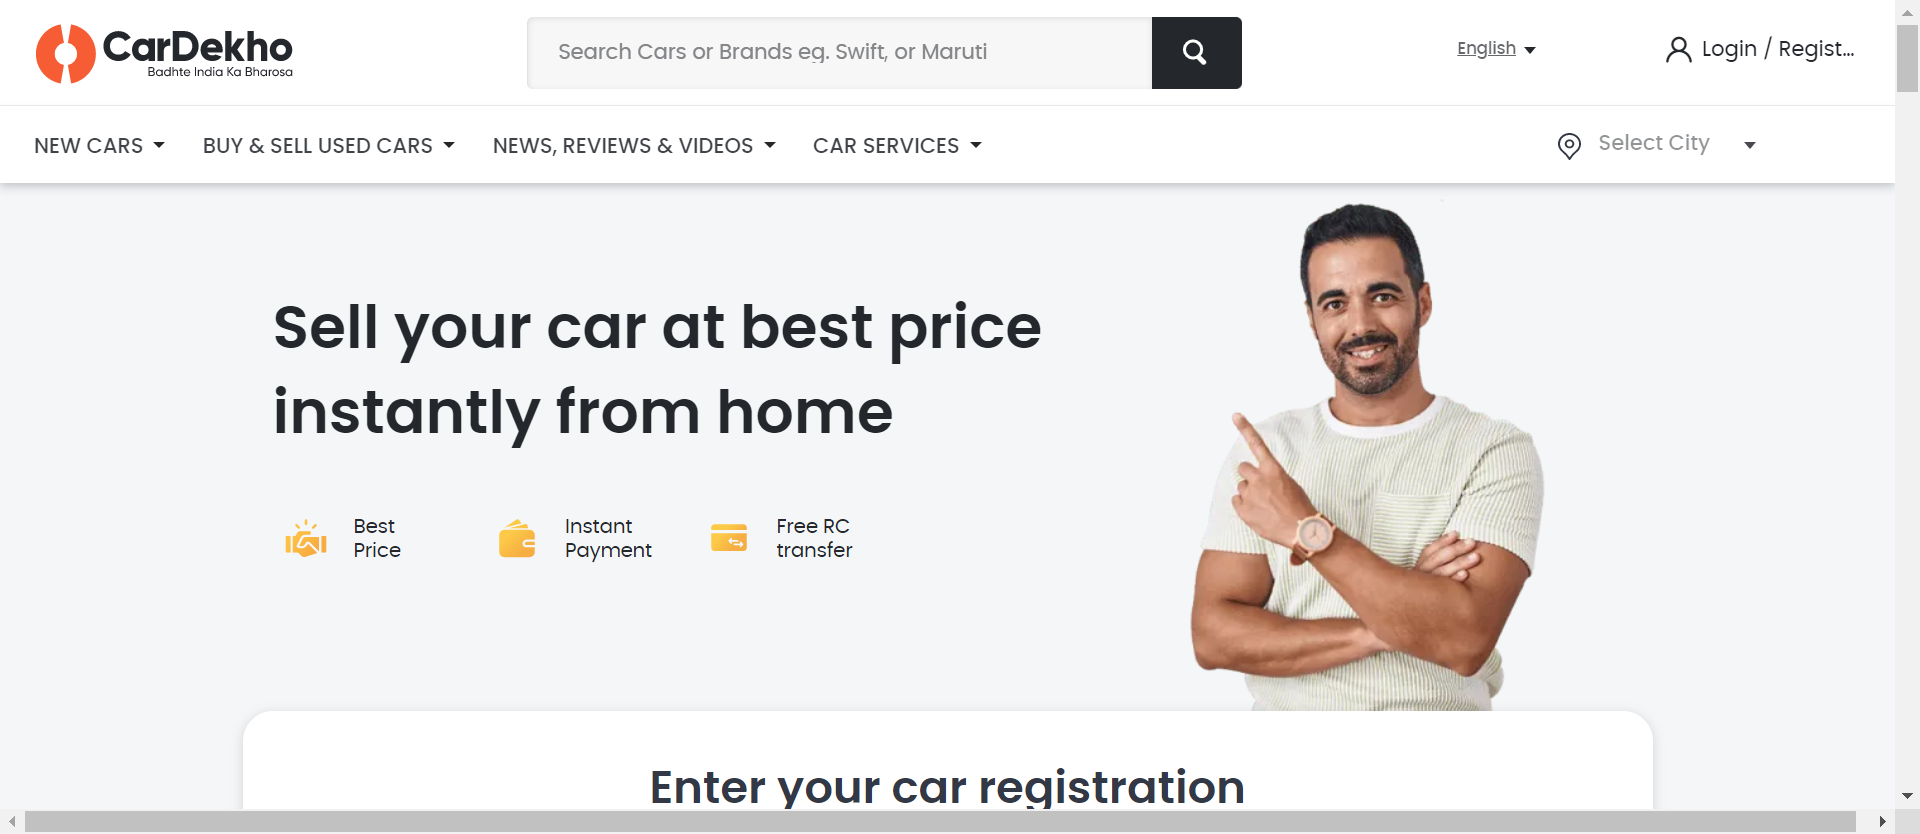 CarDekho
Badhte India Ka Bharosa
Search Cars or Brands eg. Swift, or Maruti
English
Login / Regist...
NEW CARS
BUY & SELL USED CARS
NEWS, REVIEWS & VIDEOS
CAR SERVICES
Select City
Sell your car at best price
instantly from home
Best
Price
Instant
Payment
Free RC
transfer
Enter your car registration